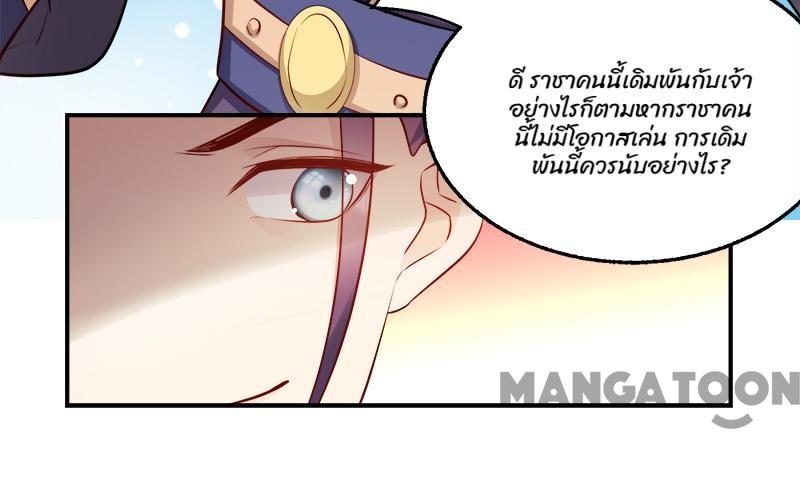 ดี ราชาคนนี้เดิมพันกับเจ้า
อย่างไรก็ตามหากราชาคน
นี้ไม่มีโอกาสเล่น การเดิม
พันนี้ควรนับอย่างไร?
MANGATOON